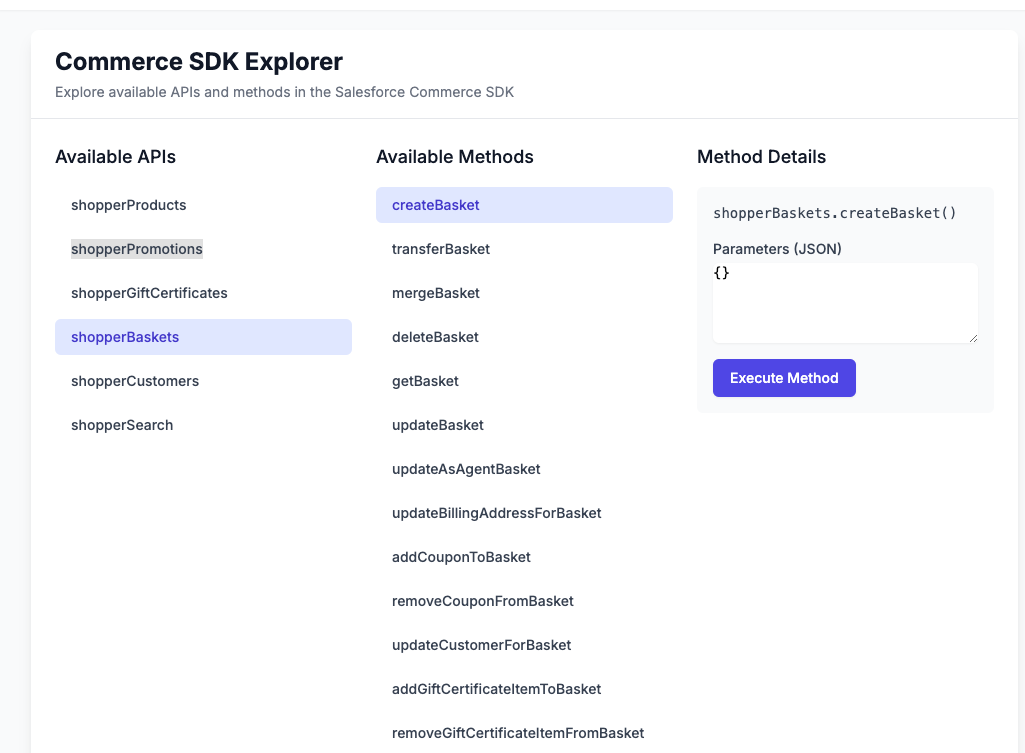 Commerce SDK Explorer
Explore available APIs and methods in the Salesforce Commerce SDK
Available APIs
shopperProducts
shopperPromotions
shopperGiftCertificates
shopperBaskets
shopperCustomers
shopperSearch
Available Methods
createBasket
transferBasket
mergeBasket
deleteBasket
getBasket
updateBasket
updateAsAgentBasket
updateBillingAddressForBasket
addCouponToBasket
removeCouponFromBasket
updateCustomerForBasket
addGiftCertificateItemToBasket
removeGiftCertificateItemFromBasket
Method Details
shopperBaskets.createBasket()
Parameters (JSON)
{}
Execute Method